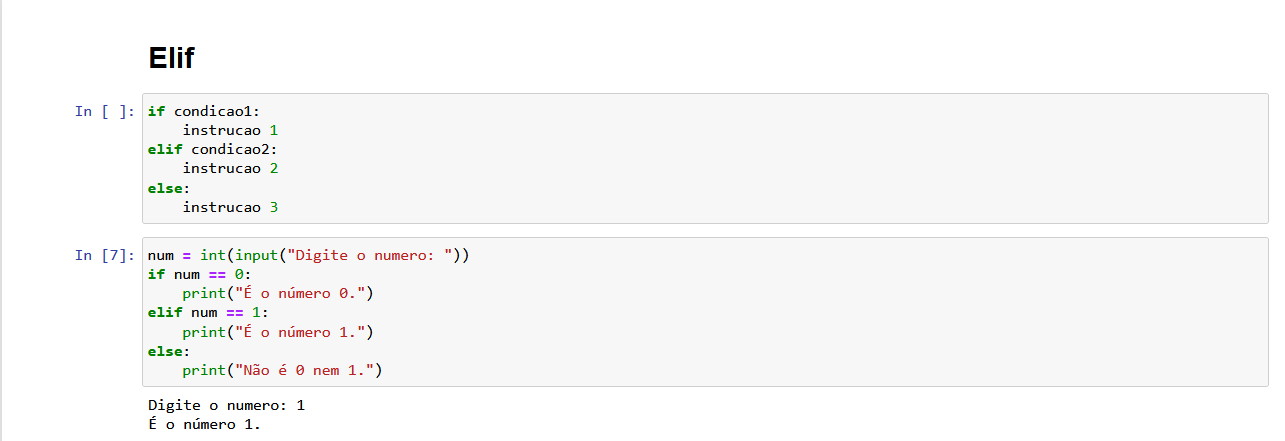 Elif
In [ ]:
if condicao1:
    instrucao 1
elif condicao2:
    instrucao 2
else:
    instrucao 3
In [7]:
num = int(input("Digite o numero: "))
if num == 0:
    print("É o número 0.")
elif num == 1:
    print("É o número 1.")
else:
    print("Não é 0 nem 1.")
Digite o numero: 1
É o número 1.